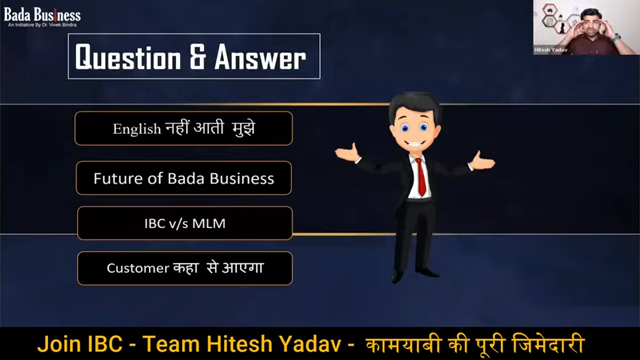 Bada Business
An Initiative By Dr. Vivek Bindra
Hitesh Yadav
Question & Answer
English नहीं आती मुझे
Future of Bada Business
IBC v/s MLM
Customer कहा से आएगा
Join IBC - Team Hitesh Yadav - कामयाबी की पूरी जिमेदारी